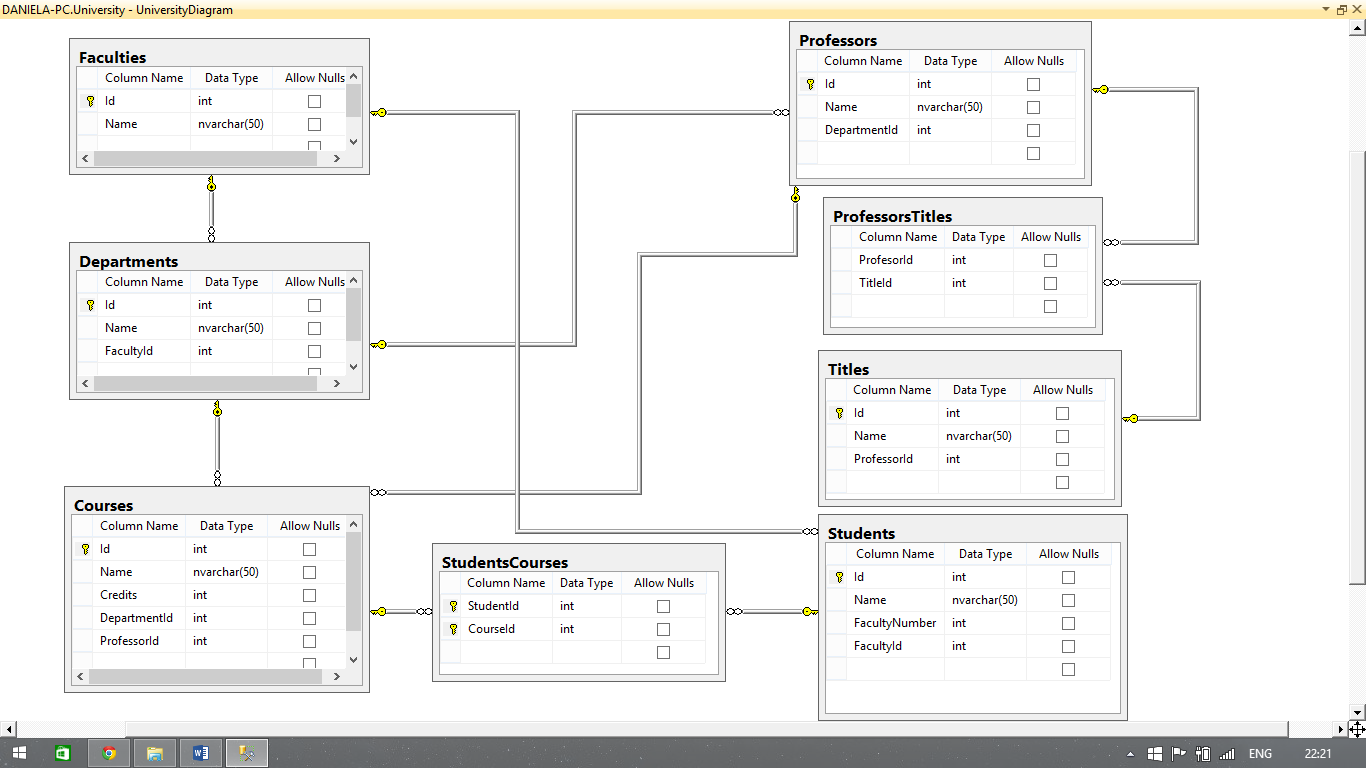 DANIELA-PC.University - UniversityDiagram
Faculties
Column Name Data Type Allow Nulls
Id int
Name nvarchar(50)
Departments
Column Name Data Type Allow Nulls
Id int
Name nvarchar(50)
FacultyId int
Courses
Column Name Data Type Allow Nulls
Id int
Name nvarchar(50)
Credits int
DepartmentId int
ProfessorId int
StudentsCourses
Column Name Data Type Allow Nulls
StudentId int
CourseId int
Professors
Column Name Data Type Allow Nulls
Id int
Name nvarchar(50)
DepartmentId int
ProfessorsTitles
Column Name Data Type Allow Nulls
ProfesorId int
TitleId int
Titles
Column Name Data Type Allow Nulls
Id int
Name nvarchar(50)
ProfessorId int
Students
Column Name Data Type Allow Nulls
Id int
Name nvarchar(50)
FacultyNumber int
FacultyId int
ENG 22:21